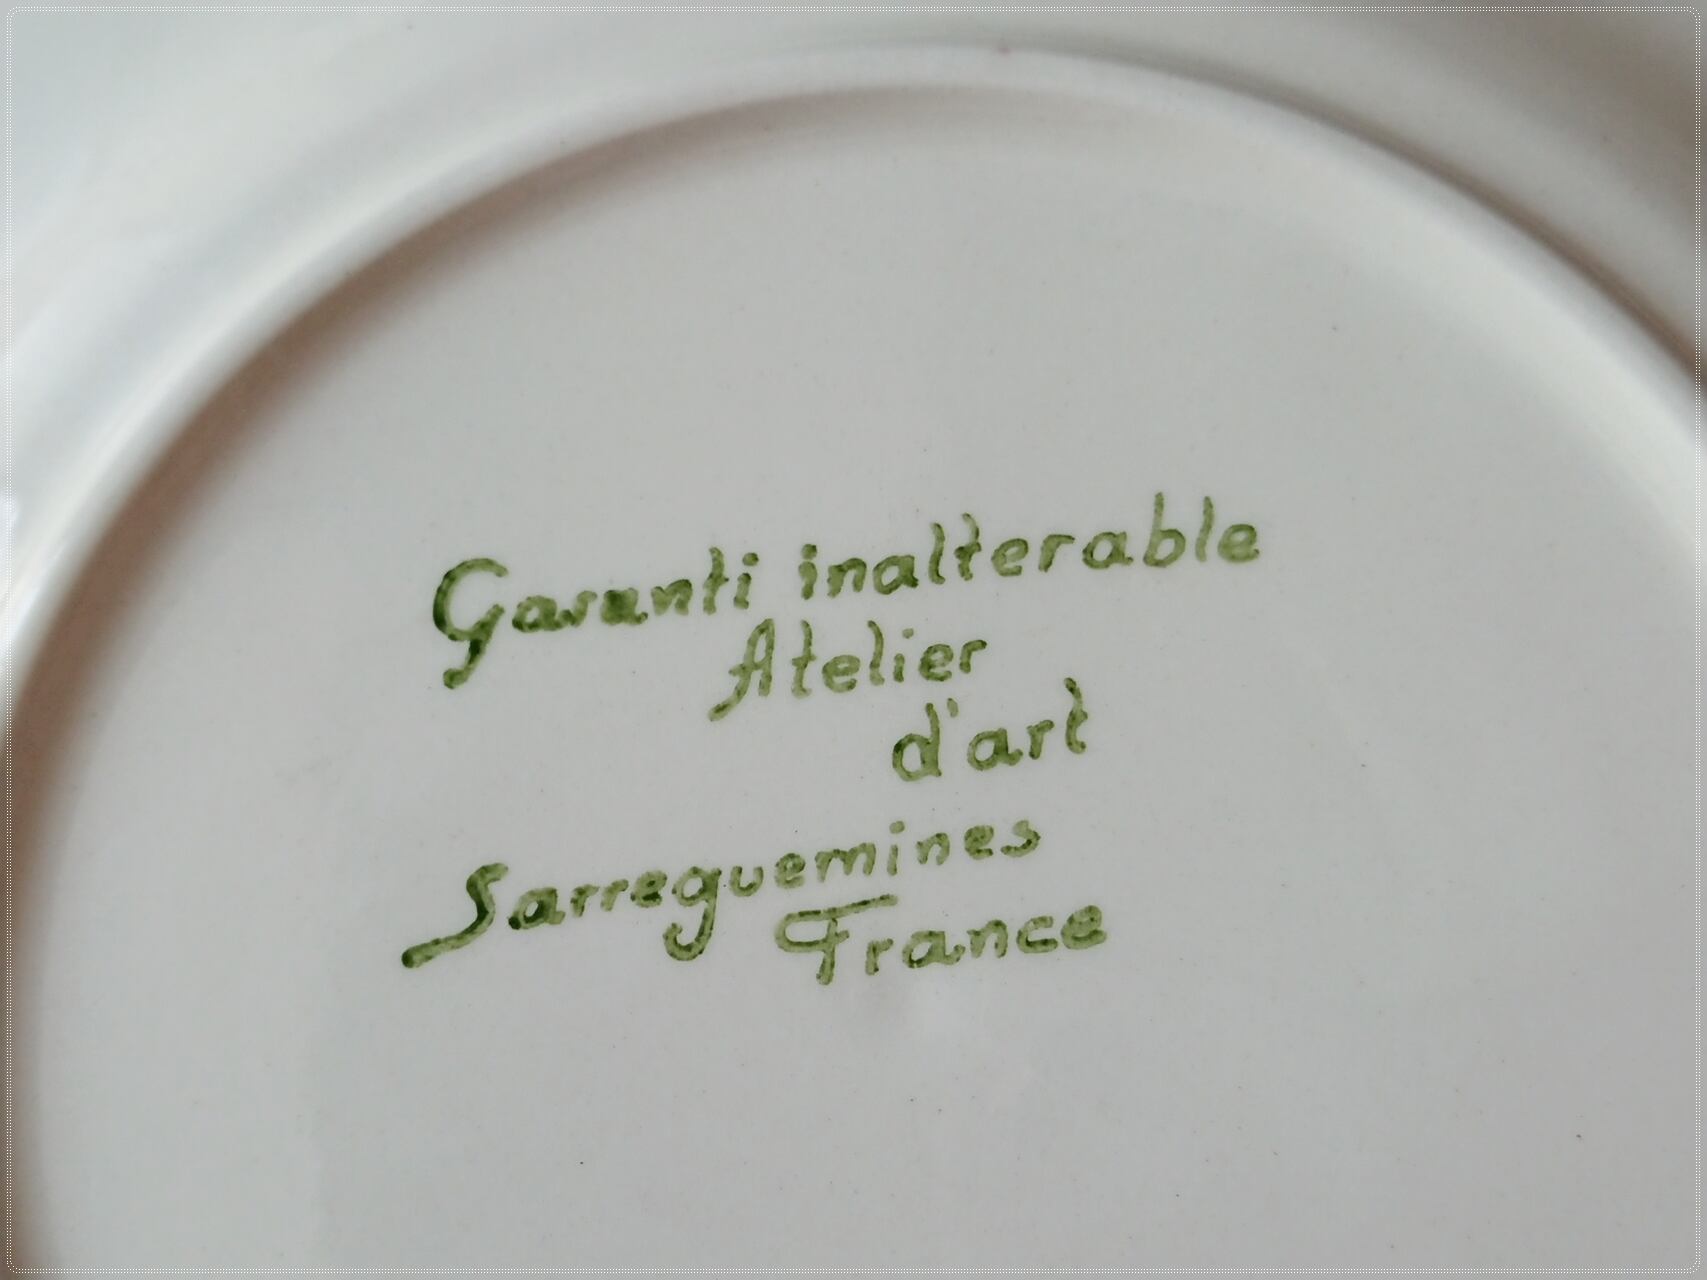 Garanti inalterable
Atelier
d'art
Sarreguemines
France